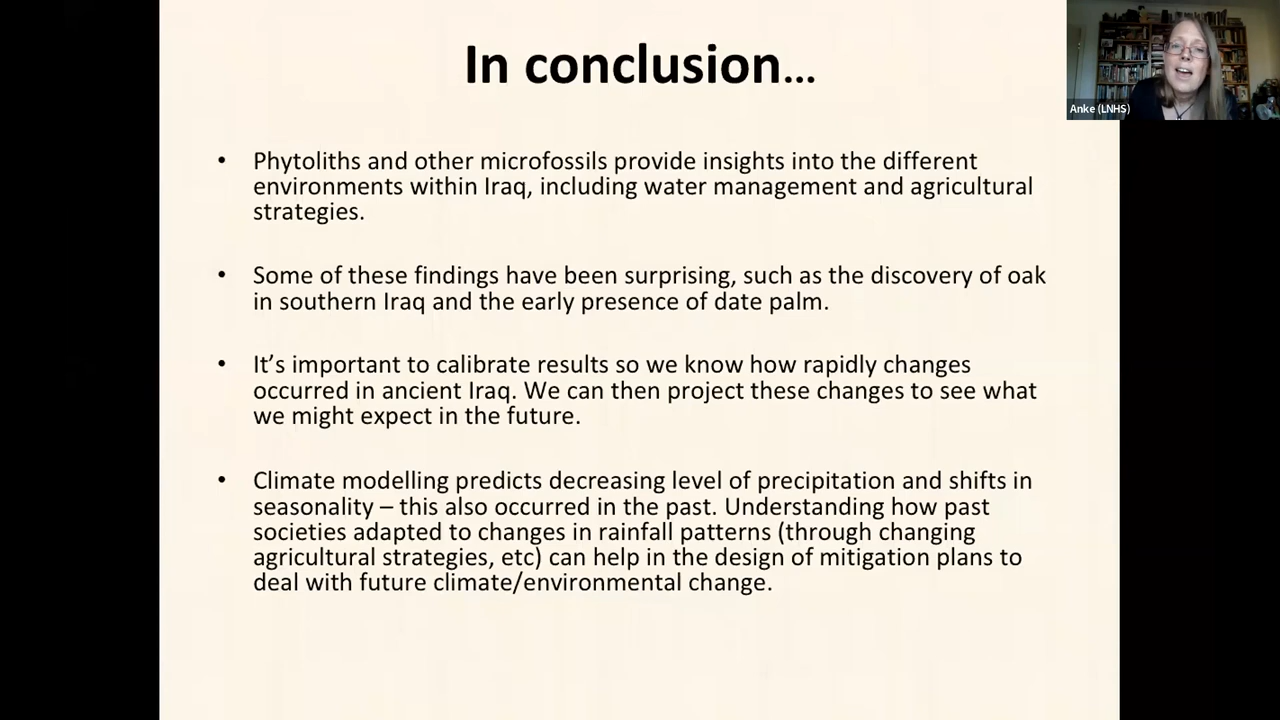 In conclusion...
Anke (LNHS)
• Phytoliths and other microfossils provide insights into the different
environments within Iraq, including water management and agricultural
strategies.
• Some of these findings have been surprising, such as the discovery of oak
in southern Iraq and the early presence of date palm.
• It’s important to calibrate results so we know how rapidly changes
occurred in ancient Iraq. We can then project these changes to see what
we might expect in the future.
• Climate modelling predicts decreasing level of precipitation and shifts in
seasonality – this also occurred in the past. Understanding how past
societies adapted to changes in rainfall patterns (through changing
agricultural strategies, etc) can help in the design of mitigation plans to
deal with future climate/environmental change.